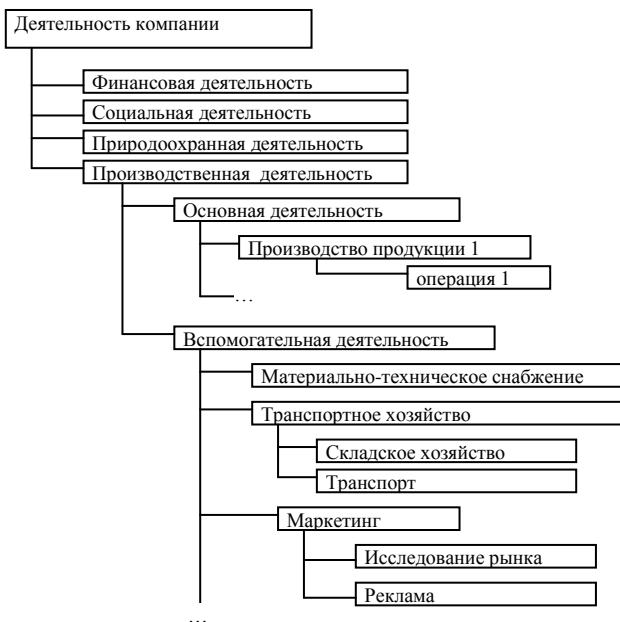 Деятельность компании
Финансовая деятельность
Социальная деятельность
Природоохранная деятельность
Производственная деятельность
Основная деятельность
Производство продукции 1
операция 1
…
Вспомогательная деятельность
Материально-техническое снабжение
Транспортное хозяйство
Складское хозяйство
Транспорт
Маркетинг
Исследование рынка
Реклама
…